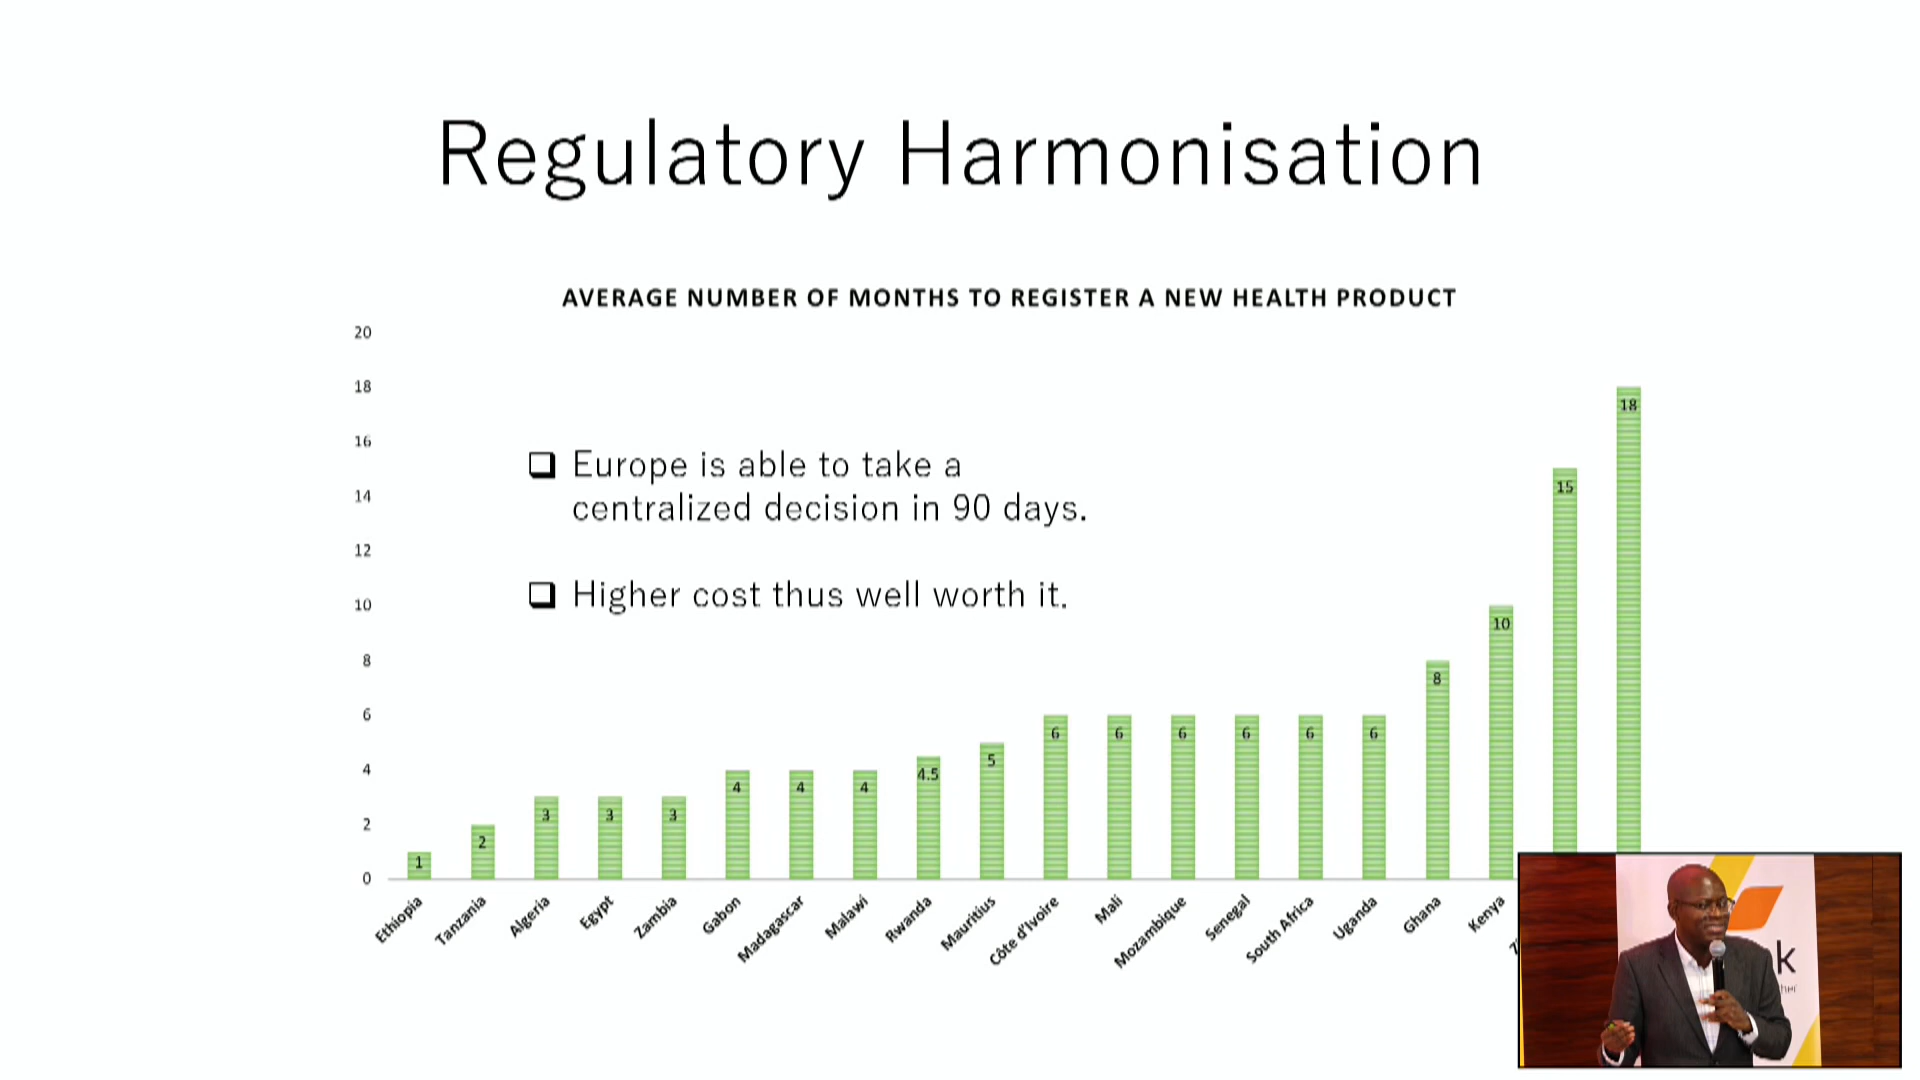 Regulatory Harmonisation
AVERAGE NUMBER OF MONTHS TO REGISTER A NEW HEALTH PRODUCT
20
18
16
14
12
10
8
6
4
2
0
❑ Europe is able to take a
centralized decision in 90 days.
❑ Higher cost thus well worth it.
1
2
3
3
3
4
4
4
4.5
5
6
6
6
6
6
6
8
10
15
18
Ethiopia
Tanzania
Algeria
Egypt
Zambia
Gabon
Madagascar
Malawi
Rwanda
Mauritius
Côte d'Ivoire
Mali
Mozambique
Senegal
South Africa
Uganda
Ghana
Kenya
k